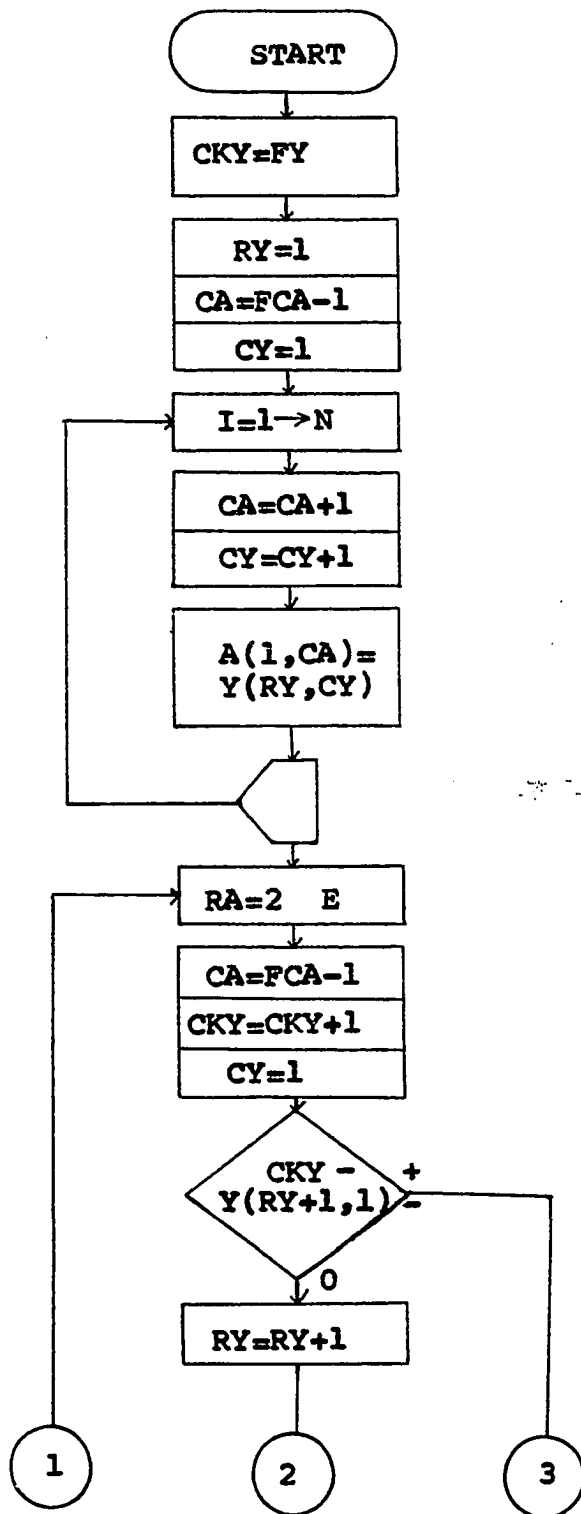 START
CKY=FY
RY=1
CA=FCA-1
CY=1
I=1→N
CA=CA+1
CY=CY+1
A(1,CA)=
Y(RY,CY)
RA=2 E
CA=FCA-1
CKY=CKY+1
CY=1
CKY - +
Y(RY+1,1) -
0
RY=RY+1
1 2 3